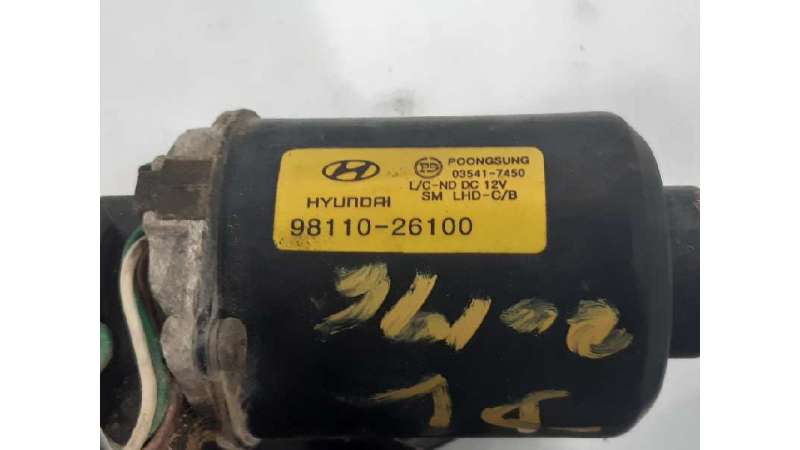 POONGSUNG
03541-7450
L/C-ND DC 12V
HYUNDAI SM LHD-C/B
98110-26100